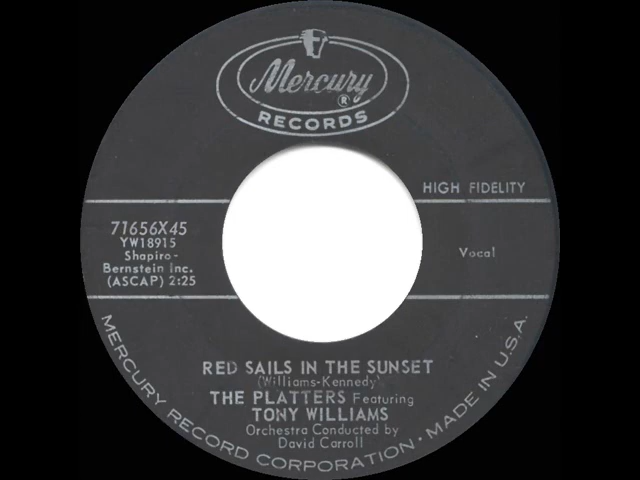 Mercury
®
RECORDS
HIGH FIDELITY
71656X45
YW18915
Shapiro-
Bernstein Inc.
(ASCAP) 2:25
Vocal
RED SAILS IN THE SUNSET
(Williams-Kennedy)
THE PLATTERS Featuring
TONY WILLIAMS
Orchestra Conducted by
David Carroll
MERCURY RECORD CORPORATION • MADE IN U.S.A.